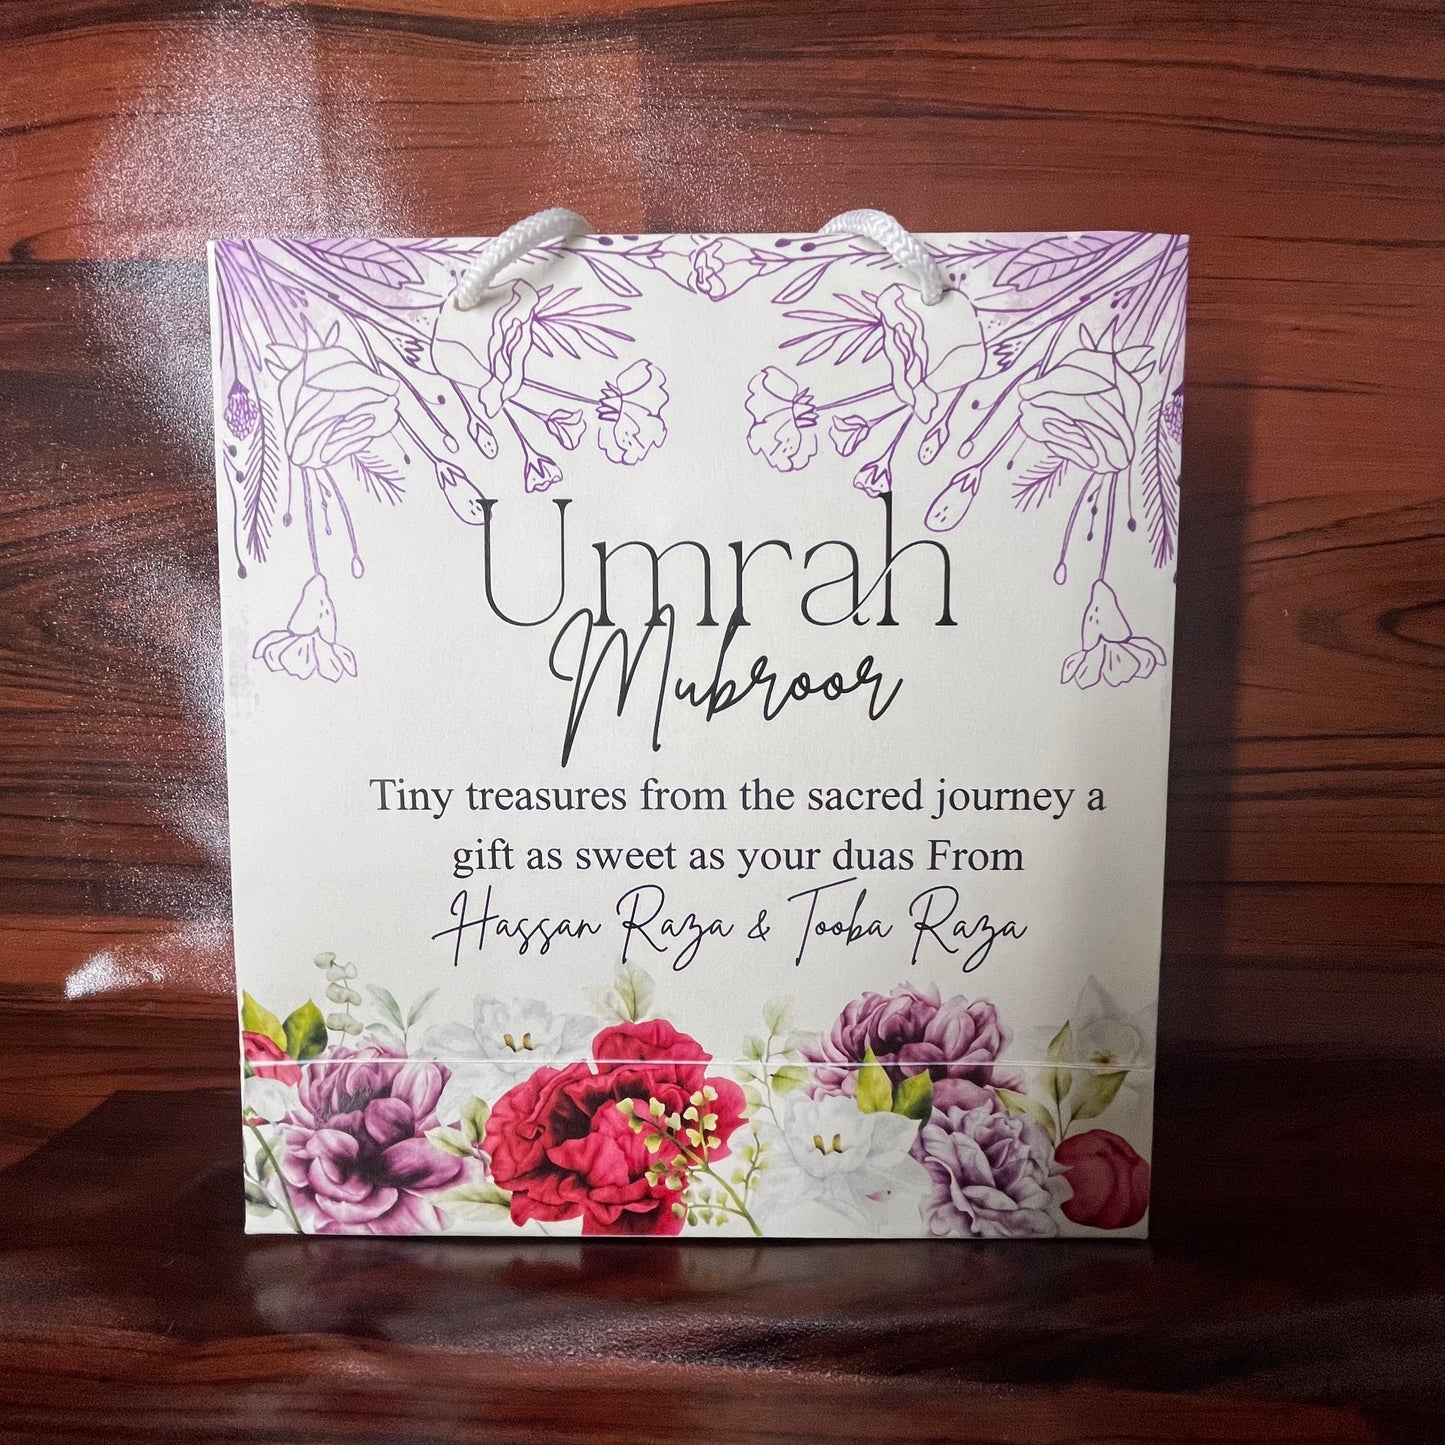 Umrah
Mubroor
Tiny treasures from the sacred journey a
gift as sweet as your duas From
Hassan Raza & Tooba Raza